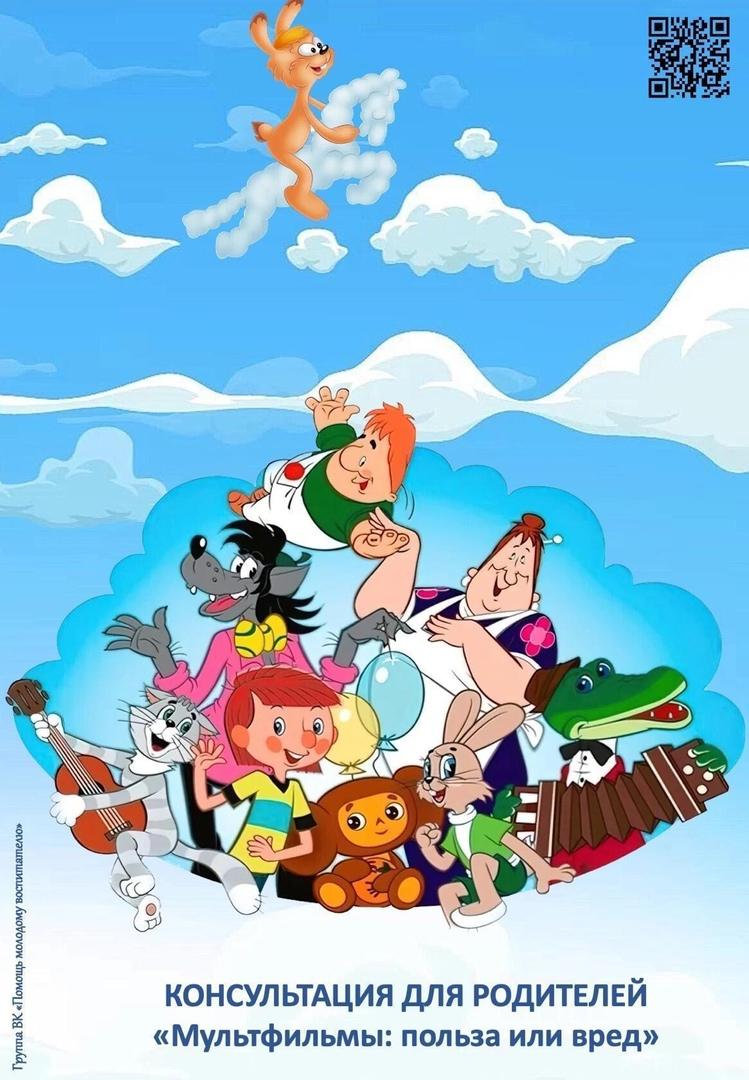 КОНСУЛЬТАЦИЯ ДЛЯ РОДИТЕЛЕЙ
«Мультфильмы: польза или вред»
Группа ВК «Помощь молодому воспитателю»